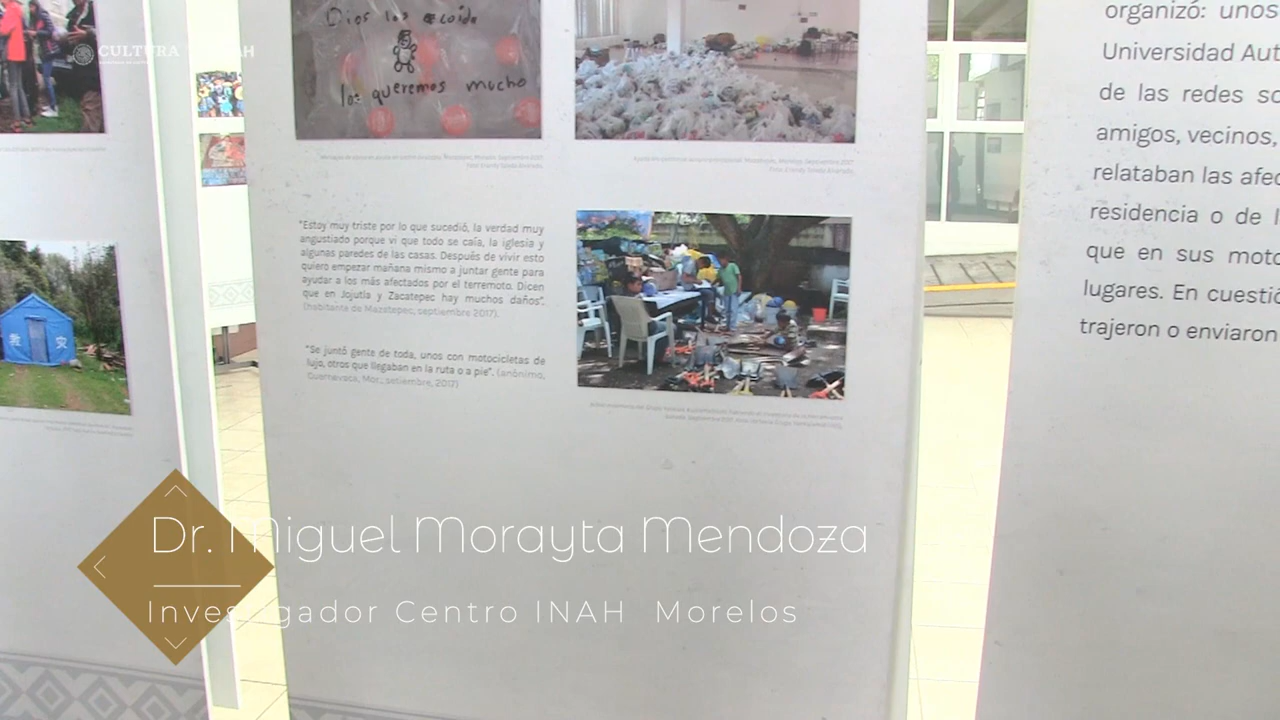 CULTURA
INAH
Dios los vcoida
los queremos mucho
"Estoy muy triste por lo que sucedió, la verdad muy
angustiado porque vi que todo se caía, la iglesia y
algunas paredes de las casas. Después de vivir esto
quiero empezar mañana mismo a juntar gente para
ayudar a los más afectados por el terremoto. Dicen
que en Jojutla y Zacatepec hay muchos daños".
(habitante de Mazatepec, septiembre 2017).
"Se juntó gente de toda, unos con motocicletas de
lujo, otros que llegaban en la ruta o a pie". (anónimo,
Cuernavaca, Mor., setiembre, 2017)
organizó: unos
Universidad Aut
de las redes so
amigos, vecinos,
relataban las afec
residencia o de l
que en sus moto
lugares. En cuestió
trajeron o enviaron
救 灾
Dr. Miguel Morayta Mendoza
Investigador Centro INAH Morelos